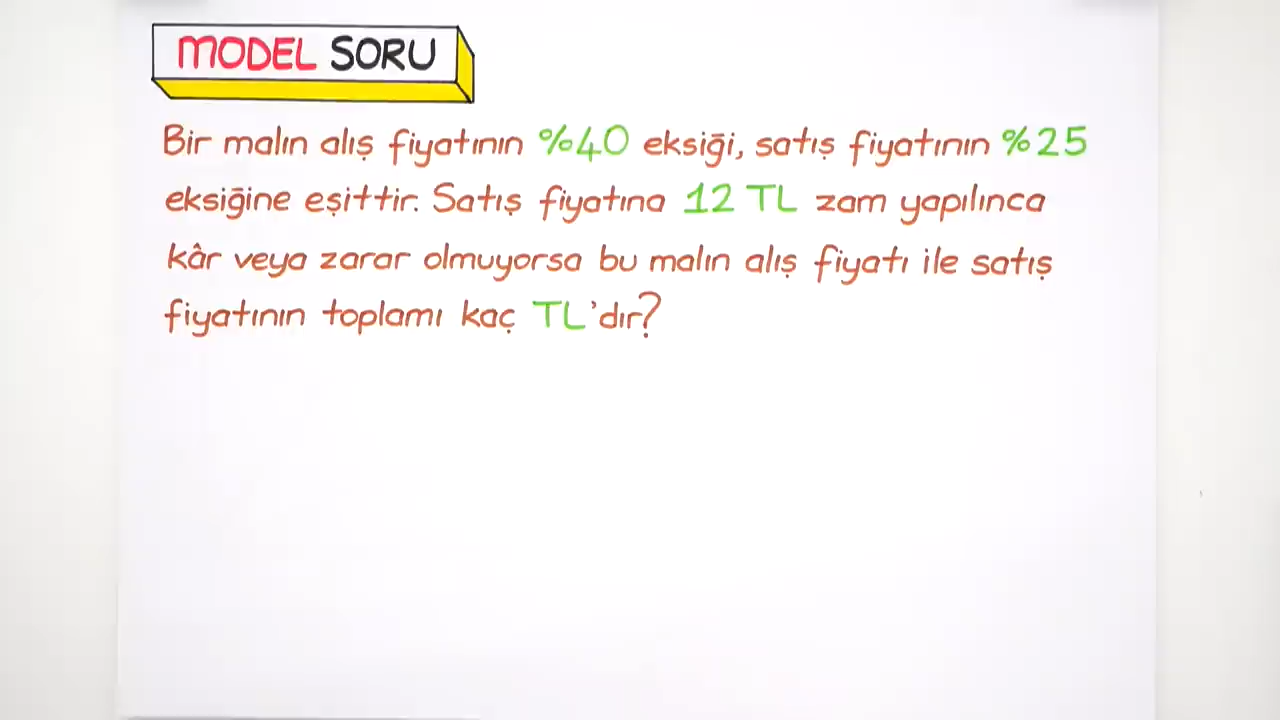 MODEL SORU
Bir malın alış fiyatının %40 eksiği, satış fiyatının %25
eksiğine eşittir. Satış fiyatına 12 TL zam yapılınca
kâr veya zarar olmuyorsa bu malın alış fiyatı ile satış
fiyatının toplamı kaç TL'dır?